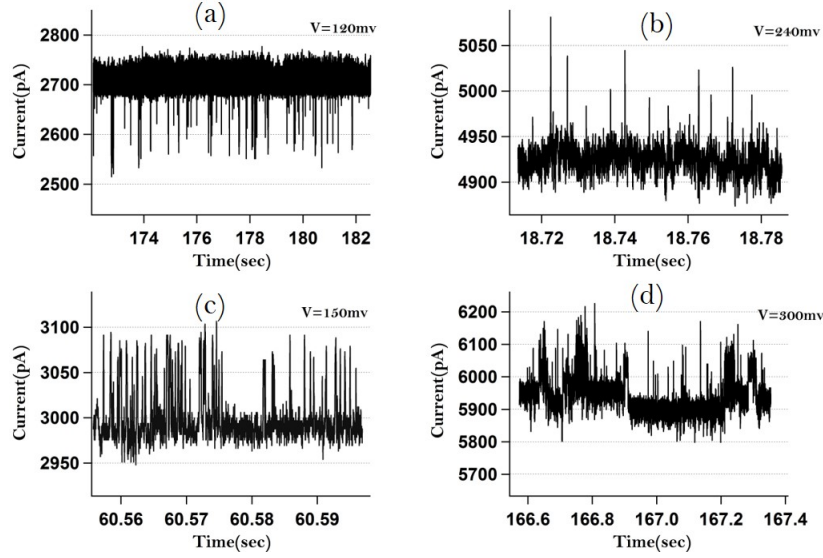 (a)
V=120mv
2800
2700
2600
2500
Current(pA)
174 176 178 180 182
Time(sec)
(b)
V=240mv
5050
5000
4950
4900
Current(pA)
18.72 18.74 18.76 18.78
Time(sec)
(c)
V=150mv
3100
3050
3000
2950
Current(pA)
60.56 60.57 60.58 60.59
Time(sec)
(d)
V=300mv
6200
6100
6000
5900
5800
5700
Current(pA)
166.6 166.8 167.0 167.2 167.4
Time(sec)